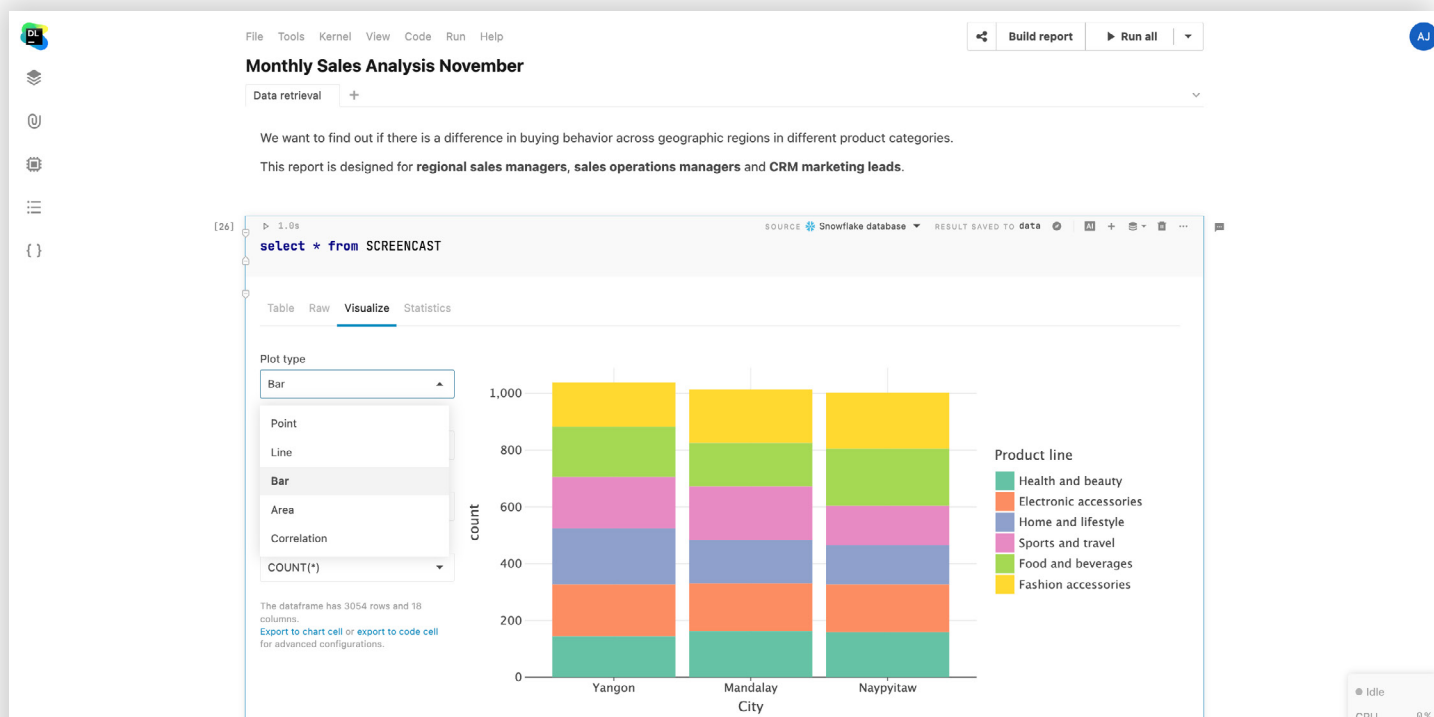 DL
File Tools Kernel View Code Run Help
Build report
Run all
AJ
Monthly Sales Analysis November
Data retrieval
We want to find out if there is a difference in buying behavior across geographic regions in different product categories.
This report is designed for regional sales managers, sales operations managers and CRM marketing leads.
[26]
1.0s
SOURCE Snowflake database RESULT SAVED TO data
AI
select * from SCREENCAST
Table Raw Visualize Statistics
Plot type
Bar
Point
Line
Bar
Area
Correlation
COUNT(*)
The dataframe has 3054 rows and 18
columns.
Export to chart cell or export to code cell
for advanced configurations.
count
1,000
800
600
400
200
0
Yangon Mandalay Naypyitaw
City
Product line
Health and beauty
Electronic accessories
Home and lifestyle
Sports and travel
Food and beverages
Fashion accessories
Idle
CPU 0%